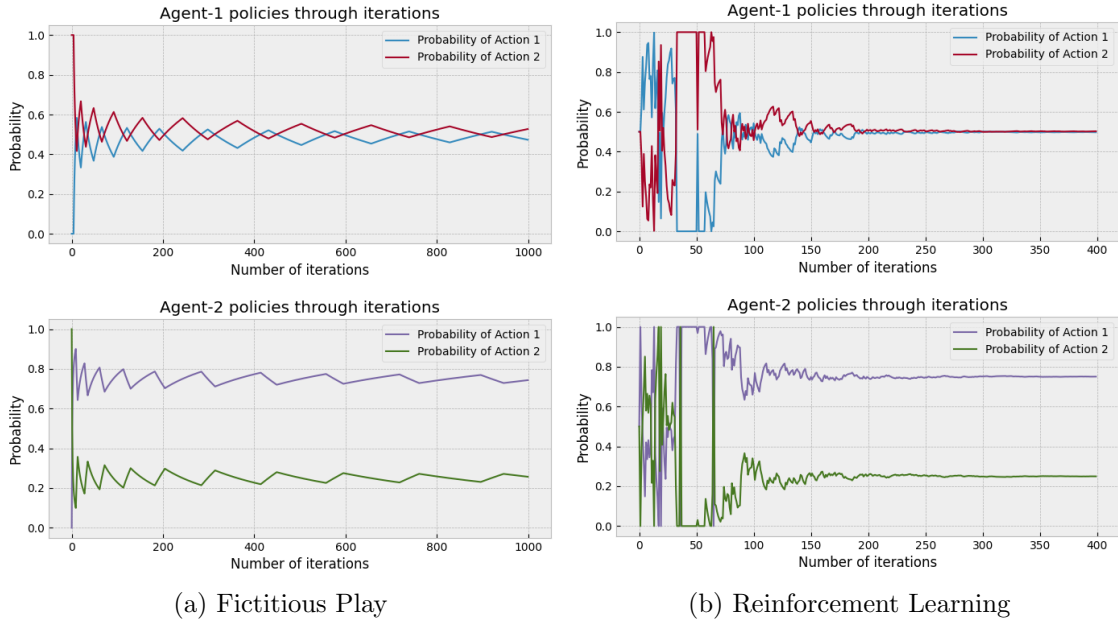 Agent-1 policies through iterations
Probability of Action 1
Probability of Action 2
Probability
1.0
0.8
0.6
0.4
0.2
0.0
0
200
400
600
800
1000
Number of iterations
Agent-2 policies through iterations
Probability of Action 1
Probability of Action 2
Probability
1.0
0.8
0.6
0.4
0.2
0.0
0
200
400
600
800
1000
Number of iterations
(a) Fictitious Play
Agent-1 policies through iterations
Probability of Action 1
Probability of Action 2
Probability
1.0
0.8
0.6
0.4
0.2
0.0
0
50
100
150
200
250
300
350
400
Number of iterations
Agent-2 policies through iterations
Probability of Action 1
Probability of Action 2
Probability
1.0
0.8
0.6
0.4
0.2
0.0
0
50
100
150
200
250
300
350
400
Number of iterations
(b) Reinforcement Learning